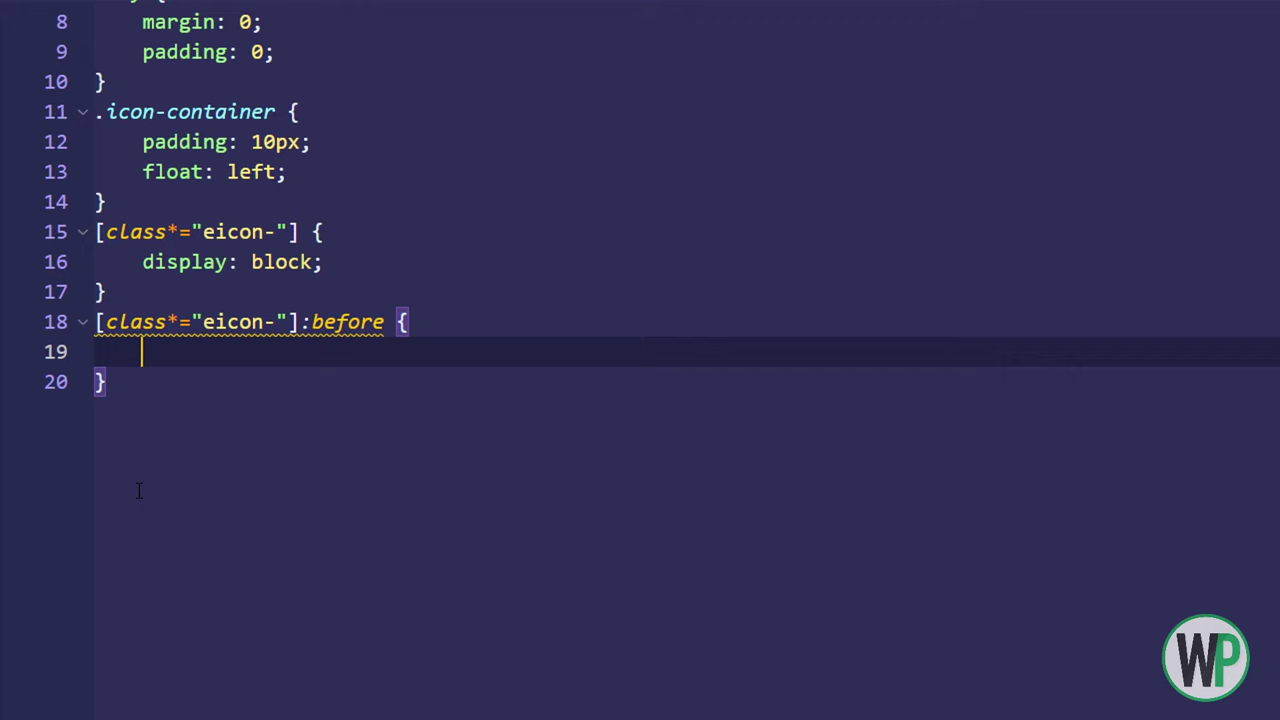 8 margin: 0;
9 padding: 0;
10 }
11 .icon-container {
12 padding: 10px;
13 float: left;
14 }
15 [class*="eicon-"] {
16 display: block;
17 }
18 [class*="eicon-"]:before {
19
20 }
WP